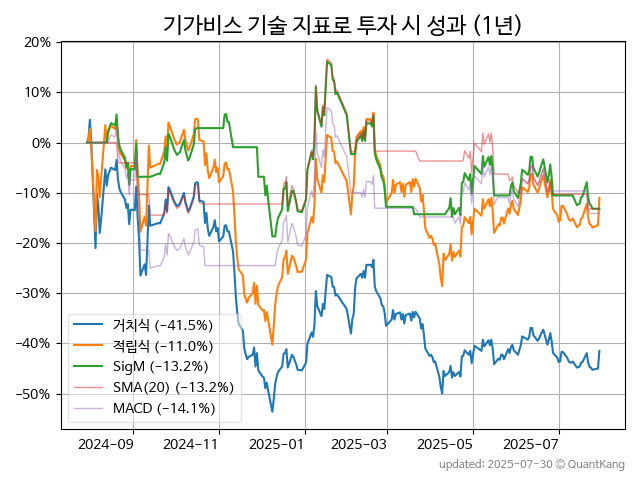 기가비스 기술 지표로 투자 시 성과 (1년)
20%
10%
0%
−10%
−20%
−30%
−40%
−50%
거치식 (−41.5%)
적립식 (−11.0%)
SigM (−13.2%)
SMA(20) (−13.2%)
MACD (−14.1%)
2024-09
2024-11
2025-01
2025-03
2025-05
2025-07
updated: 2025-07-30 © QuantKang